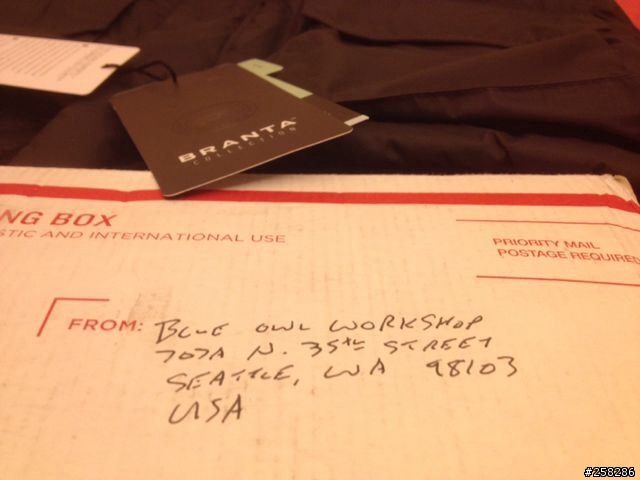 BRANTA
COLLECTION
NG BOX
STIC AND INTERNATIONAL USE
PRIORITY MAIL
POSTAGE REQUIRED
FROM: BLUE OWL WORKSHOP
707A N. 35th STREET
SEATTLE, WA 98103
USA
#258286